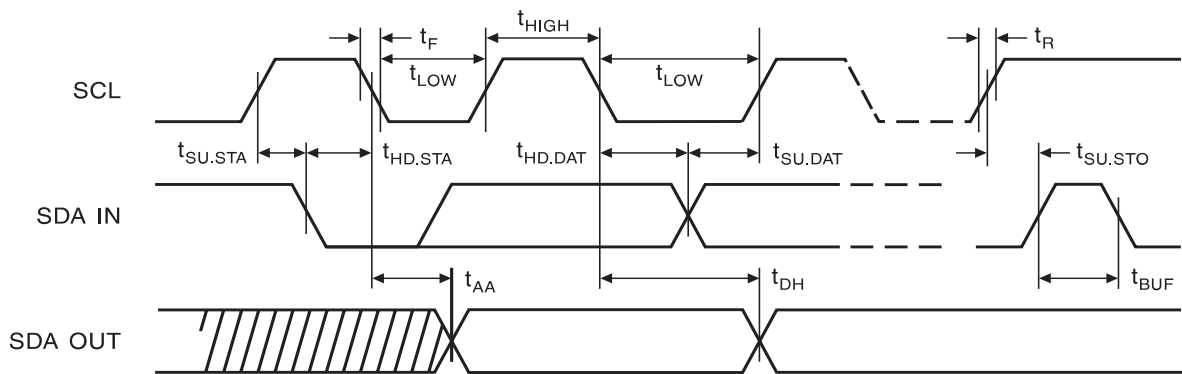 tHIGH
tF
tR
tLOW
tLOW
SCL
tSU.STA
tHD.STA
tHD.DAT
tSU.DAT
tSU.STO
SDA IN
tAA
tDH
tBUF
SDA OUT